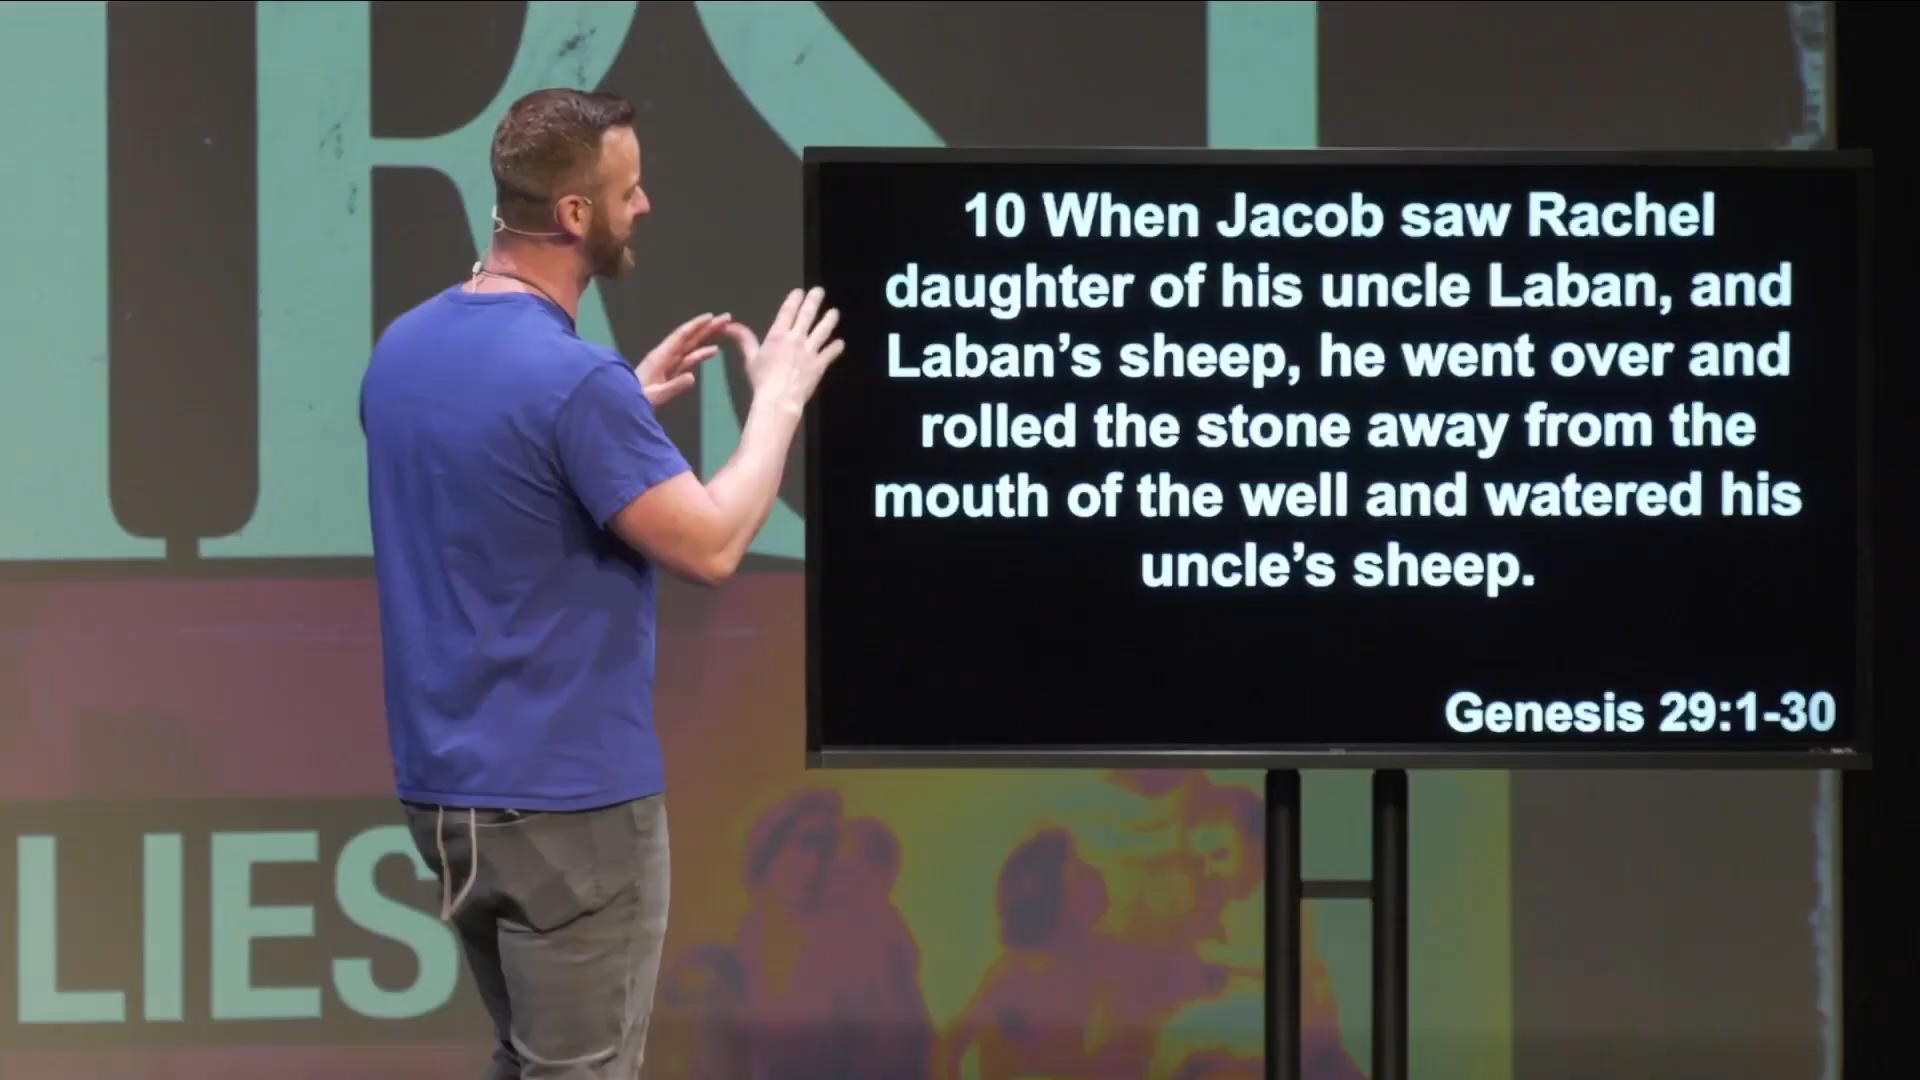 10 When Jacob saw Rachel
daughter of his uncle Laban, and
Laban’s sheep, he went over and
rolled the stone away from the
mouth of the well and watered his
uncle’s sheep.
Genesis 29:1-30
LIES